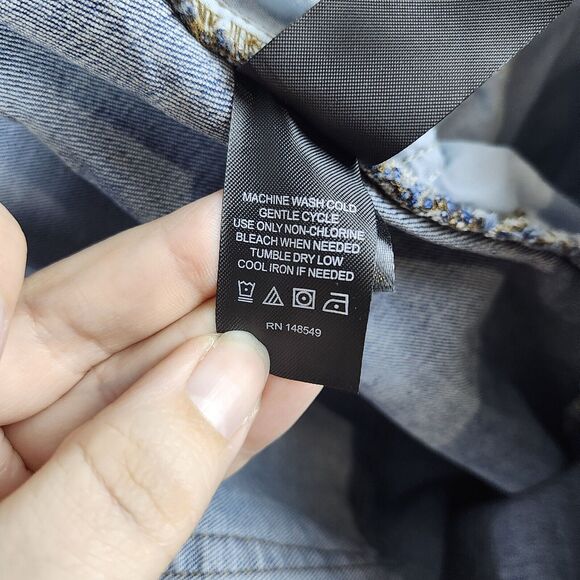 MACHINE WASH COLD
GENTLE CYCLE
USE ONLY NON-CHLORINE
BLEACH WHEN NEEDED
TUMBLE DRY LOW
COOL IRON IF NEEDED
RN 148549